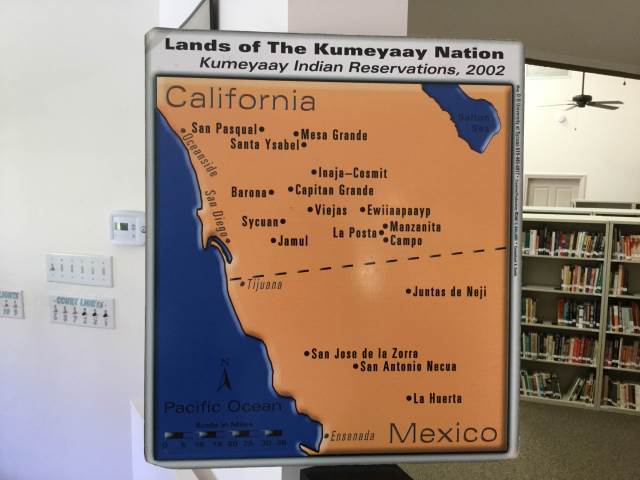 Lands of The Kumeyaay Nation
Kumeyaay Indian Reservations, 2002
California
Salton
Sea
San Pasqual
Mesa Grande
Santa Ysabel
Oceanside
Inaja-Cosmit
Barona
Capitan Grande
San Diego
Viejas
Ewiiaapaayp
Sycuan
Manzanita
La Posta
Jamul
Campo
Tijuana
Juntas de Neji
San Jose de la Zorra
San Antonio Necua
N
La Huerta
Pacific Ocean
Scale in Miles
Ensenada
Mexico
COURT LIGHTS